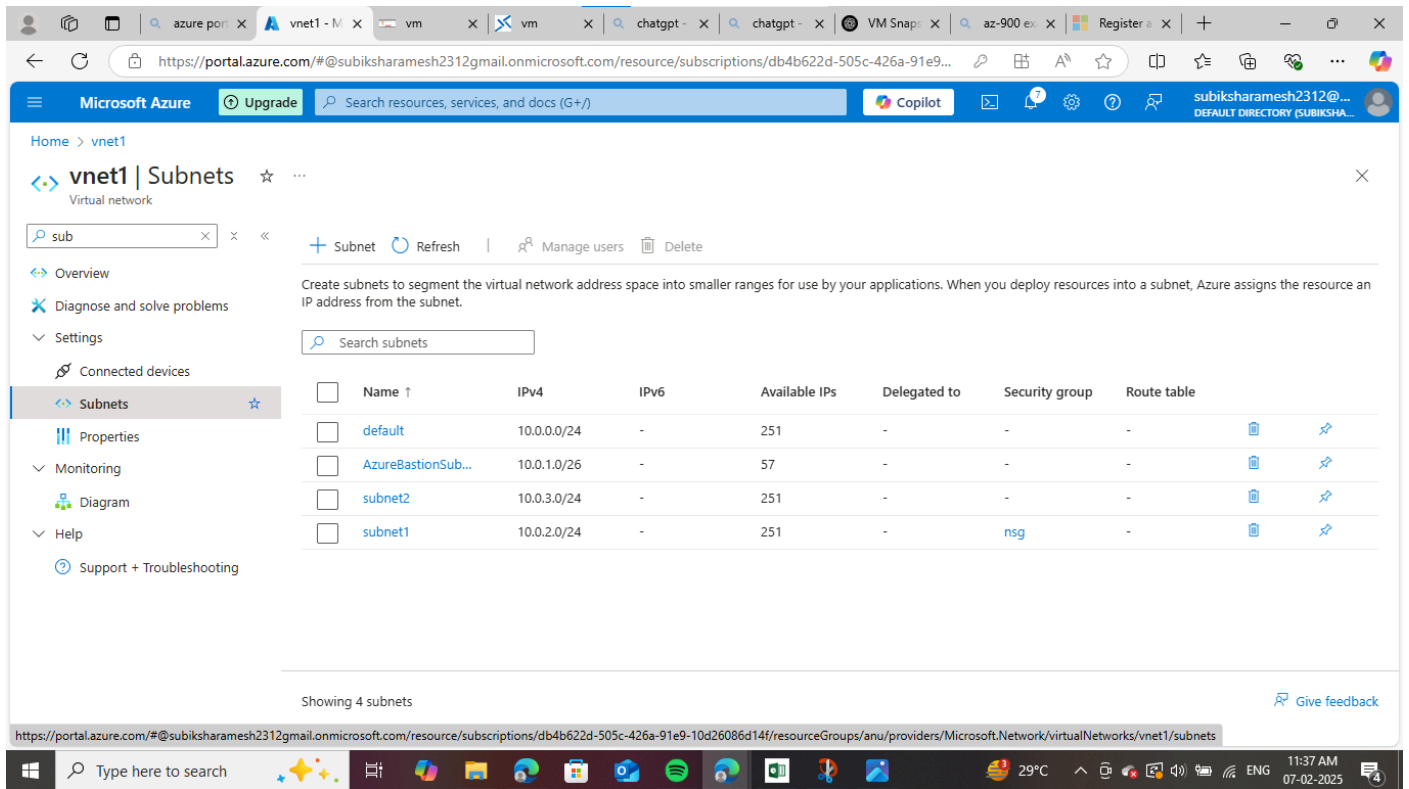 azure port
vnet1 - M
vm
vm
chatgpt -
chatgpt -
VM Snaps
az-900 ex
Register a
https://portal.azure.com/#@subiksharamesh2312gmail.onmicrosoft.com/resource/subscriptions/db4b622d-505c-426a-91e9...
Microsoft Azure
Upgrade
Search resources, services, and docs (G+/)
Copilot
7
subiksharamesh2312@...
DEFAULT DIRECTORY (SUBIKSHA...
Home > vnet1
vnet1 | Subnets
Virtual network
sub
Overview
Diagnose and solve problems
Settings
Connected devices
Subnets
Properties
Monitoring
Diagram
Help
Support + Troubleshooting
+ Subnet Refresh | Manage users Delete
Create subnets to segment the virtual network address space into smaller ranges for use by your applications. When you deploy resources into a subnet, Azure assigns the resource an
IP address from the subnet.
Search subnets
Name ↑ IPv4 IPv6 Available IPs Delegated to Security group Route table
default 10.0.0.0/24 - 251 - - -
AzureBastionSub... 10.0.1.0/26 - 57 - - -
subnet2 10.0.3.0/24 - 251 - - -
subnet1 10.0.2.0/24 - 251 - nsg -
Showing 4 subnets
Give feedback
https://portal.azure.com/#@subiksharamesh2312gmail.onmicrosoft.com/resource/subscriptions/db4b622d-505c-426a-91e9-10d26086d14f/resourceGroups/anu/providers/Microsoft.Network/virtualNetworks/vnet1/subnets
Type here to search
29°C
ENG
11:37 AM
07-02-2025
4